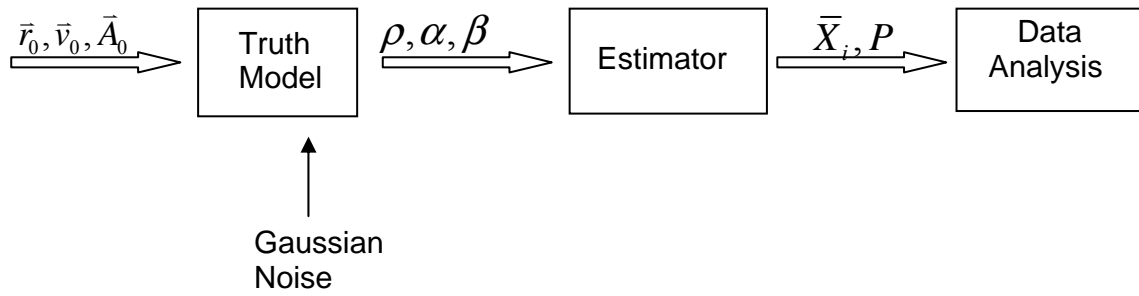 r⃗₀, v⃗₀, A⃗₀
Truth
Model
ρ, α, β
Estimator
X̅ᵢ, P
Data
Analysis
Gaussian
Noise